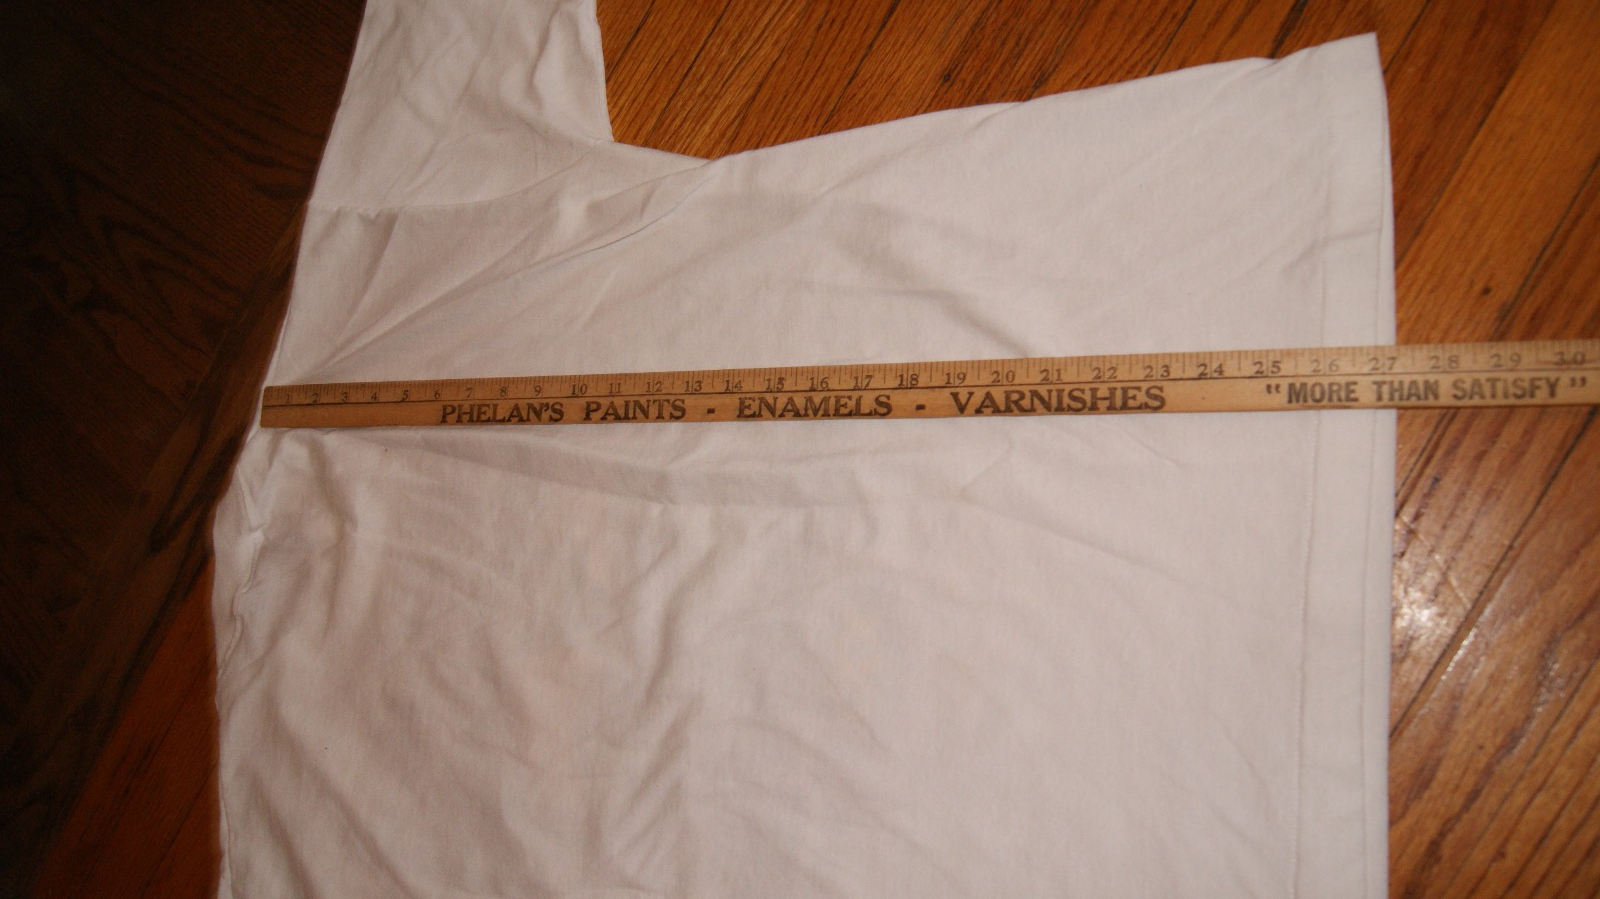 1 2 3 4 5 6 7 8 9 10 11 12 13 14 15 16 17 18 19 20 21 22 23 24 25 26 27 28 29 30
PHELAN'S PAINTS - ENAMELS - VARNISHES "MORE THAN SATISFY"